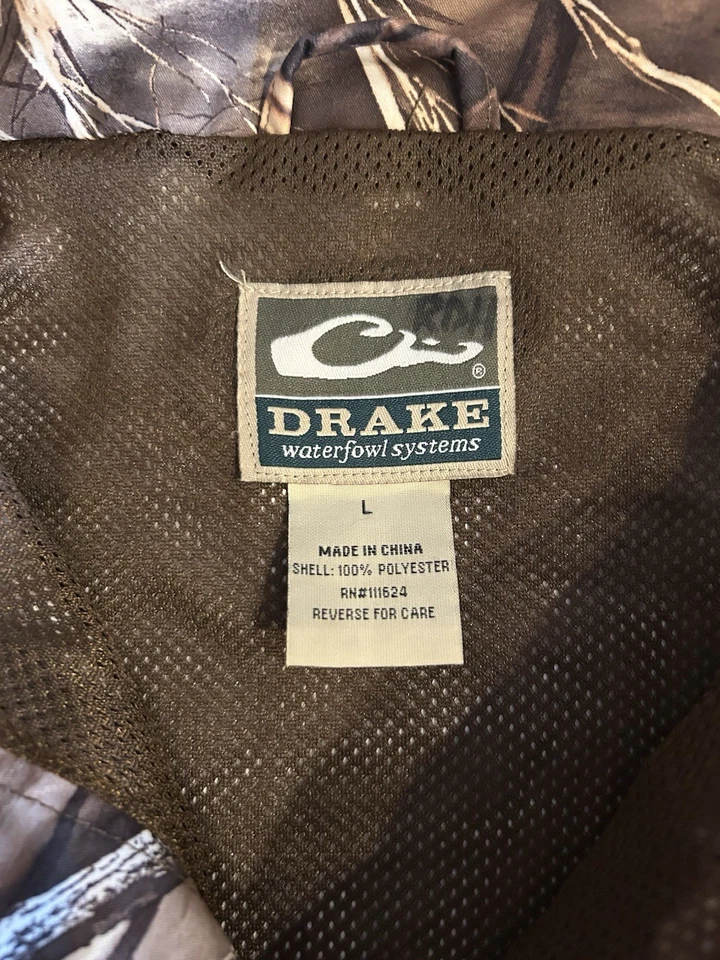 ®
DRAKE
waterfowl systems
L
MADE IN CHINA
SHELL: 100% POLYESTER
RN#111624
REVERSE FOR CARE